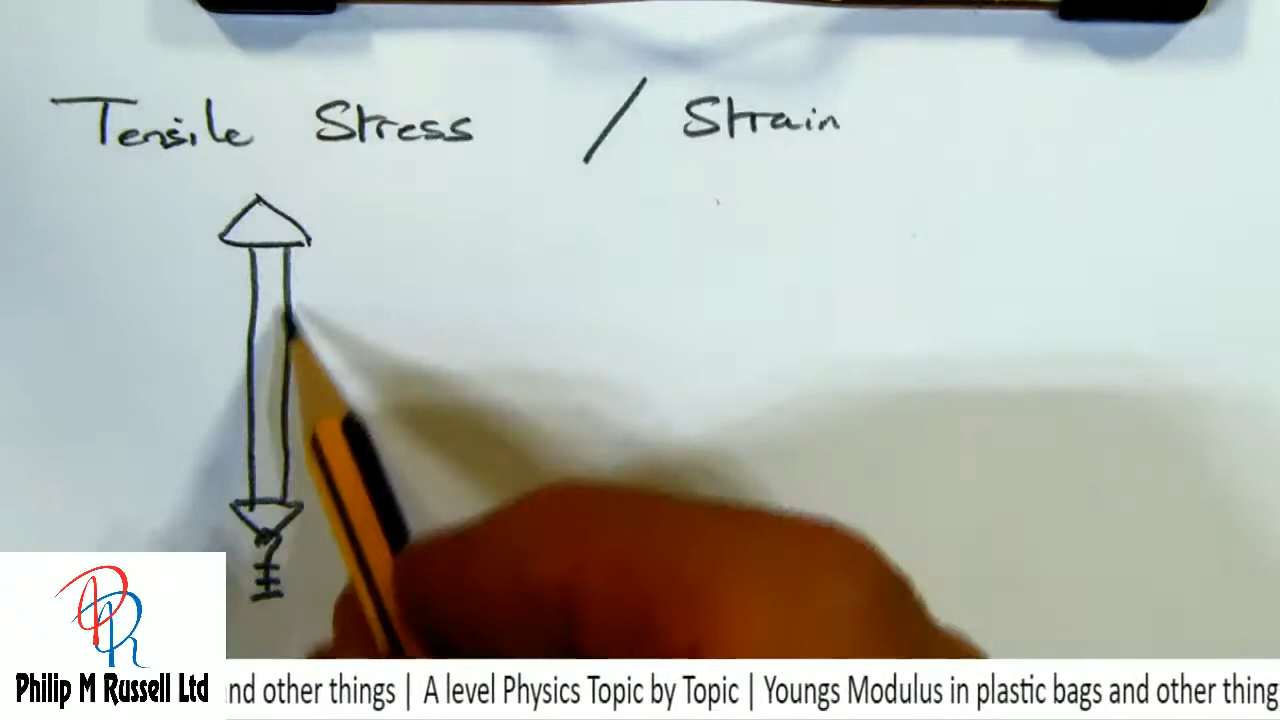 Tensile Stress / Strain
Philip M Russell Ltd
nd other things | A level Physics Topic by Topic | Youngs Modulus in plastic bags and other thing